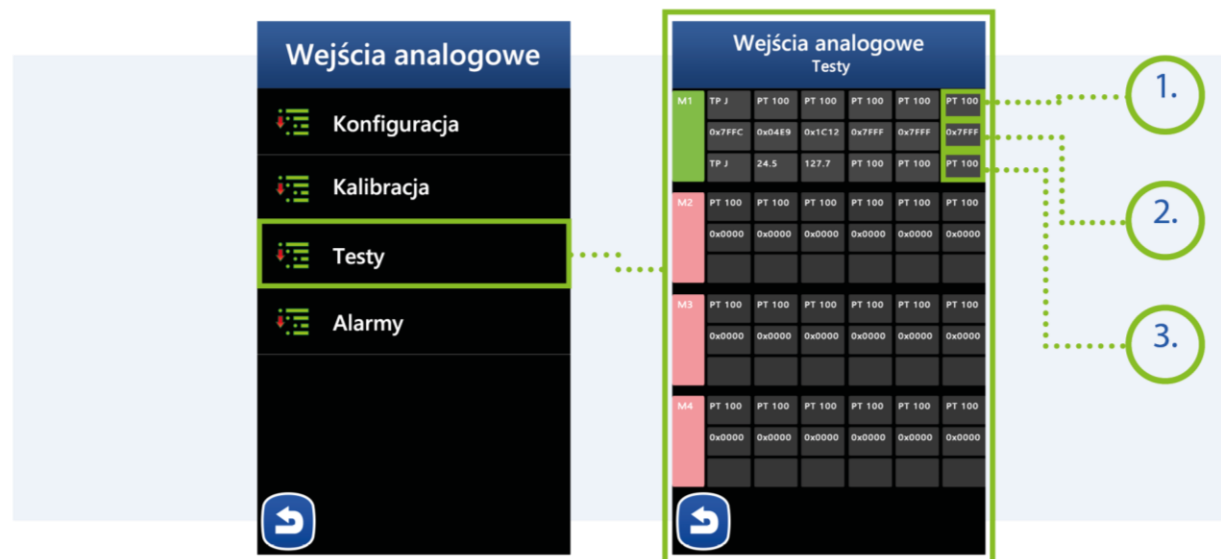 Wejścia analogowe
Konfiguracja
Kalibracja
Testy
Alarmy
Wejścia analogowe
Testy
M1 TP J PT 100 PT 100 PT 100 PT 100 PT 100
0x7FFC 0x04E9 0x1C12 0x7FFF 0x7FFF 0x7FFF
TP J 24.5 127.7 PT 100 PT 100 PT 100
M2 PT 100 PT 100 PT 100 PT 100 PT 100 PT 100
0x0000 0x0000 0x0000 0x0000 0x0000 0x0000
M3 PT 100 PT 100 PT 100 PT 100 PT 100 PT 100
0x0000 0x0000 0x0000 0x0000 0x0000 0x0000
M4 PT 100 PT 100 PT 100 PT 100 PT 100 PT 100
0x0000 0x0000 0x0000 0x0000 0x0000 0x0000
1.
2.
3.